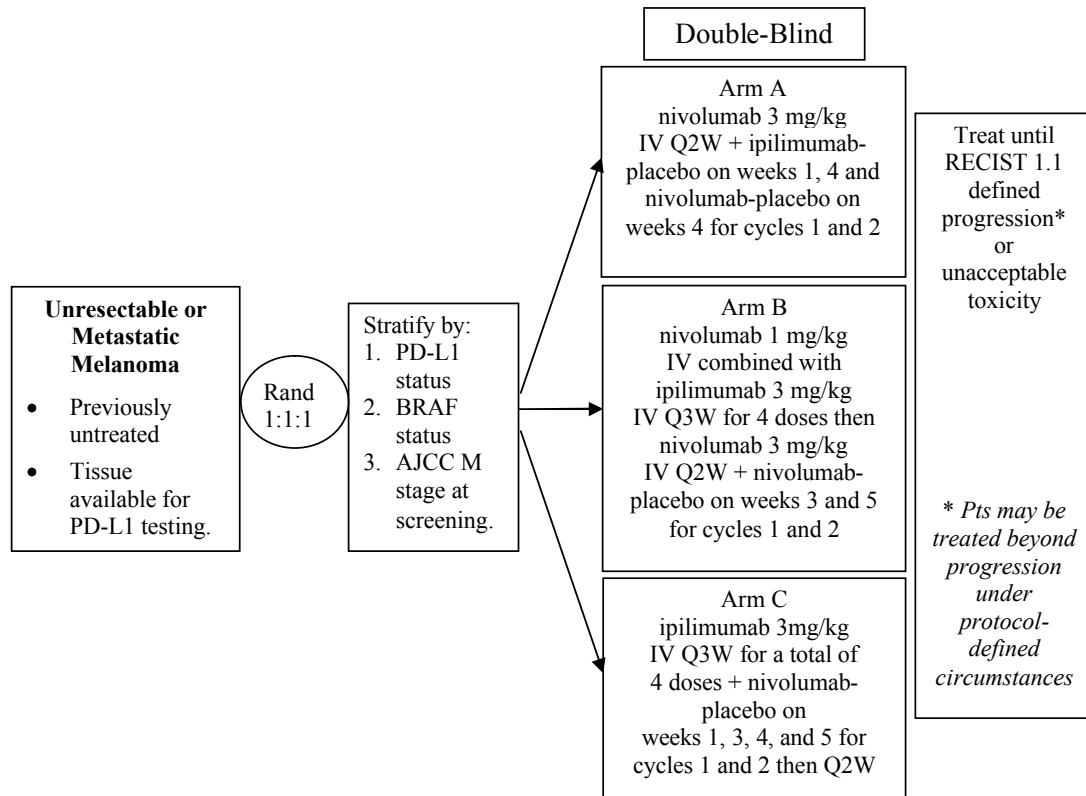 Double-Blind
Unresectable or
Metastatic
Melanoma
• Previously
untreated
• Tissue
available for
PD-L1 testing.
Rand
1:1:1
Stratify by:
1. PD-L1
status
2. BRAF
status
3. AJCC M
stage at
screening.
Arm A
nivolumab 3 mg/kg
IV Q2W + ipilimumab-
placebo on weeks 1, 4 and
nivolumab-placebo on
weeks 4 for cycles 1 and 2
Arm B
nivolumab 1 mg/kg
IV combined with
ipilimumab 3 mg/kg
IV Q3W for 4 doses then
nivolumab 3 mg/kg
IV Q2W + nivolumab-
placebo on weeks 3 and 5
for cycles 1 and 2
Arm C
ipilimumab 3mg/kg
IV Q3W for a total of
4 doses + nivolumab-
placebo on
weeks 1, 3, 4, and 5 for
cycles 1 and 2 then Q2W
Treat until
RECIST 1.1
defined
progression*
or
unacceptable
toxicity
* Pts may be
treated beyond
progression
under
protocol-
defined
circumstances